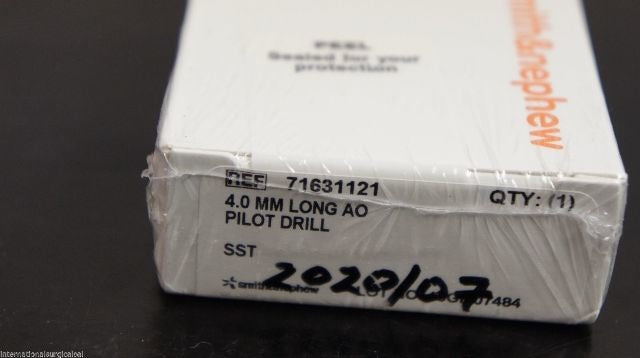 smith&nephew
PEEL
Sealed for your
protection
REF 71631121
QTY: (1)
4.0 MM LONG AO
PILOT DRILL
SST
2020/07
smith&nephew
internationalsurgicalsal